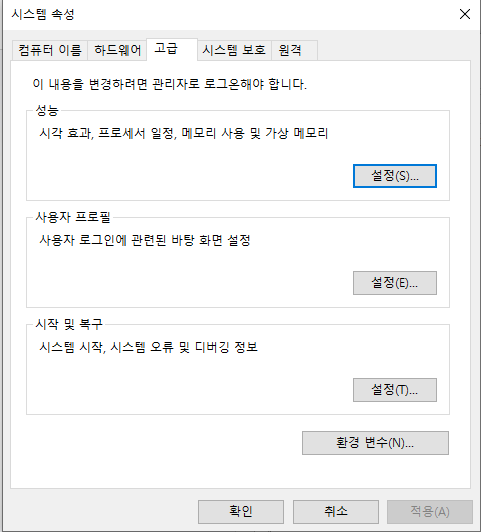 시스템 속성
컴퓨터 이름 하드웨어 고급 시스템 보호 원격
이 내용을 변경하려면 관리자로 로그온해야 합니다.
성능
시각 효과, 프로세서 일정, 메모리 사용 및 가상 메모리
설정(S)...
사용자 프로필
사용자 로그인에 관련된 바탕 화면 설정
설정(E)...
시작 및 복구
시스템 시작, 시스템 오류 및 디버깅 정보
설정(T)...
환경 변수(N)...
확인 취소 적용(A)